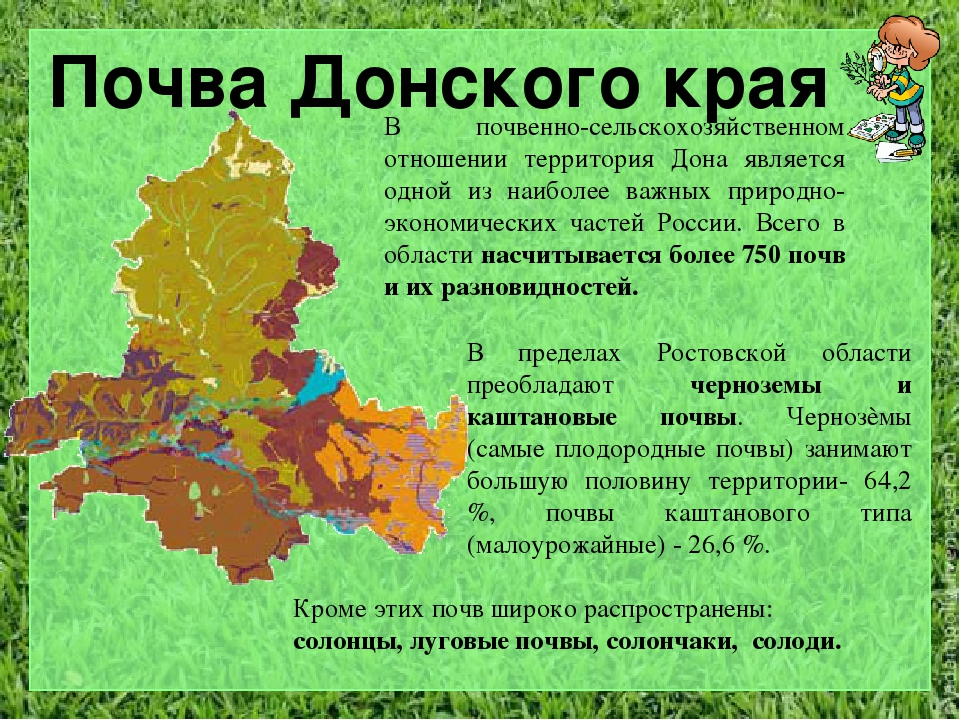 Почва Донского края
В почвенно-сельскохозяйственном
отношении территория Дона является
одной из наиболее важных природно-
экономических частей России. Всего в
области насчитывается более 750 почв
и их разновидностей.
В пределах Ростовской области
преобладают черноземы и
каштановые почвы. Чернозѐмы
(самые плодородные почвы) занимают
большую половину территории- 64,2
%, почвы каштанового типа
(малоурожайные) - 26,6 %.
Кроме этих почв широко распространены:
солонцы, луговые почвы, солончаки, солоди.